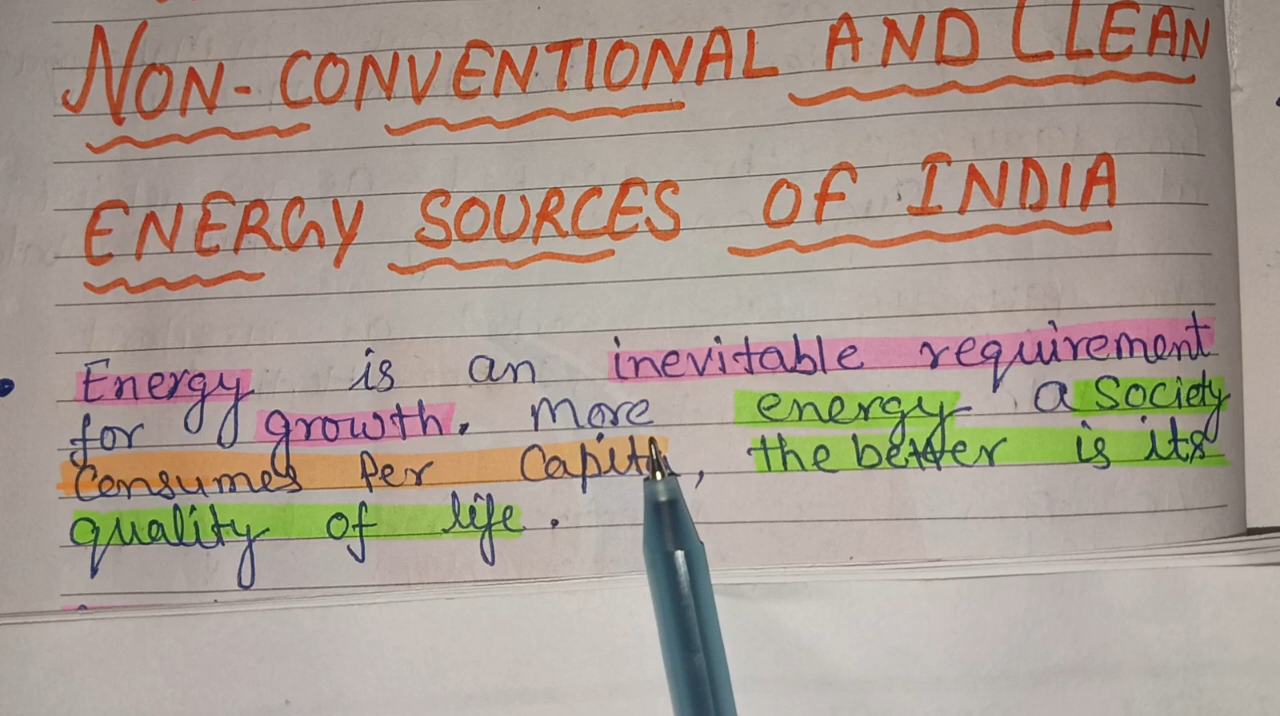 NON-CONVENTIONAL AND CLEAN
ENERGY SOURCES OF INDIA
Energy is an inevitable requirement
for growth. More energy a society
Consumes Per Capita, the better is its
quality of life.